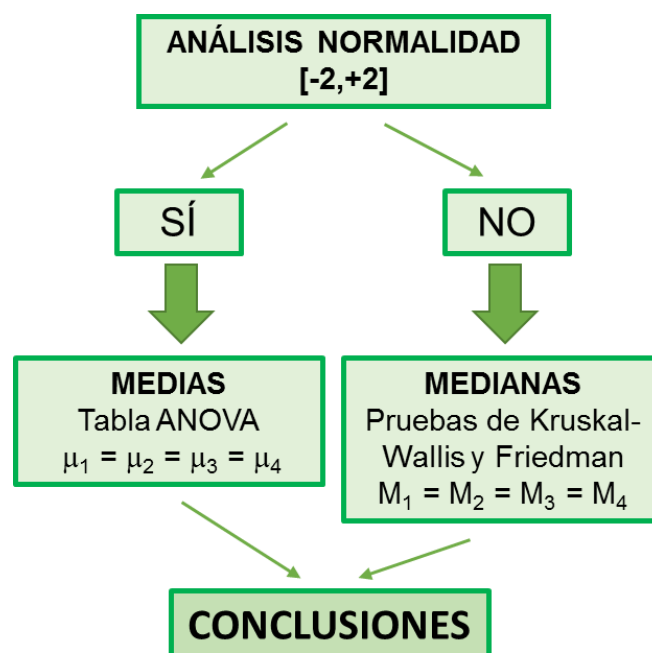 ANÁLISIS NORMALIDAD
[-2,+2]
SÍ
NO
MEDIAS
Tabla ANOVA
μ₁ = μ₂ = μ₃ = μ₄
MEDIANAS
Pruebas de Kruskal-
Wallis y Friedman
M₁ = M₂ = M₃ = M₄
CONCLUSIONES